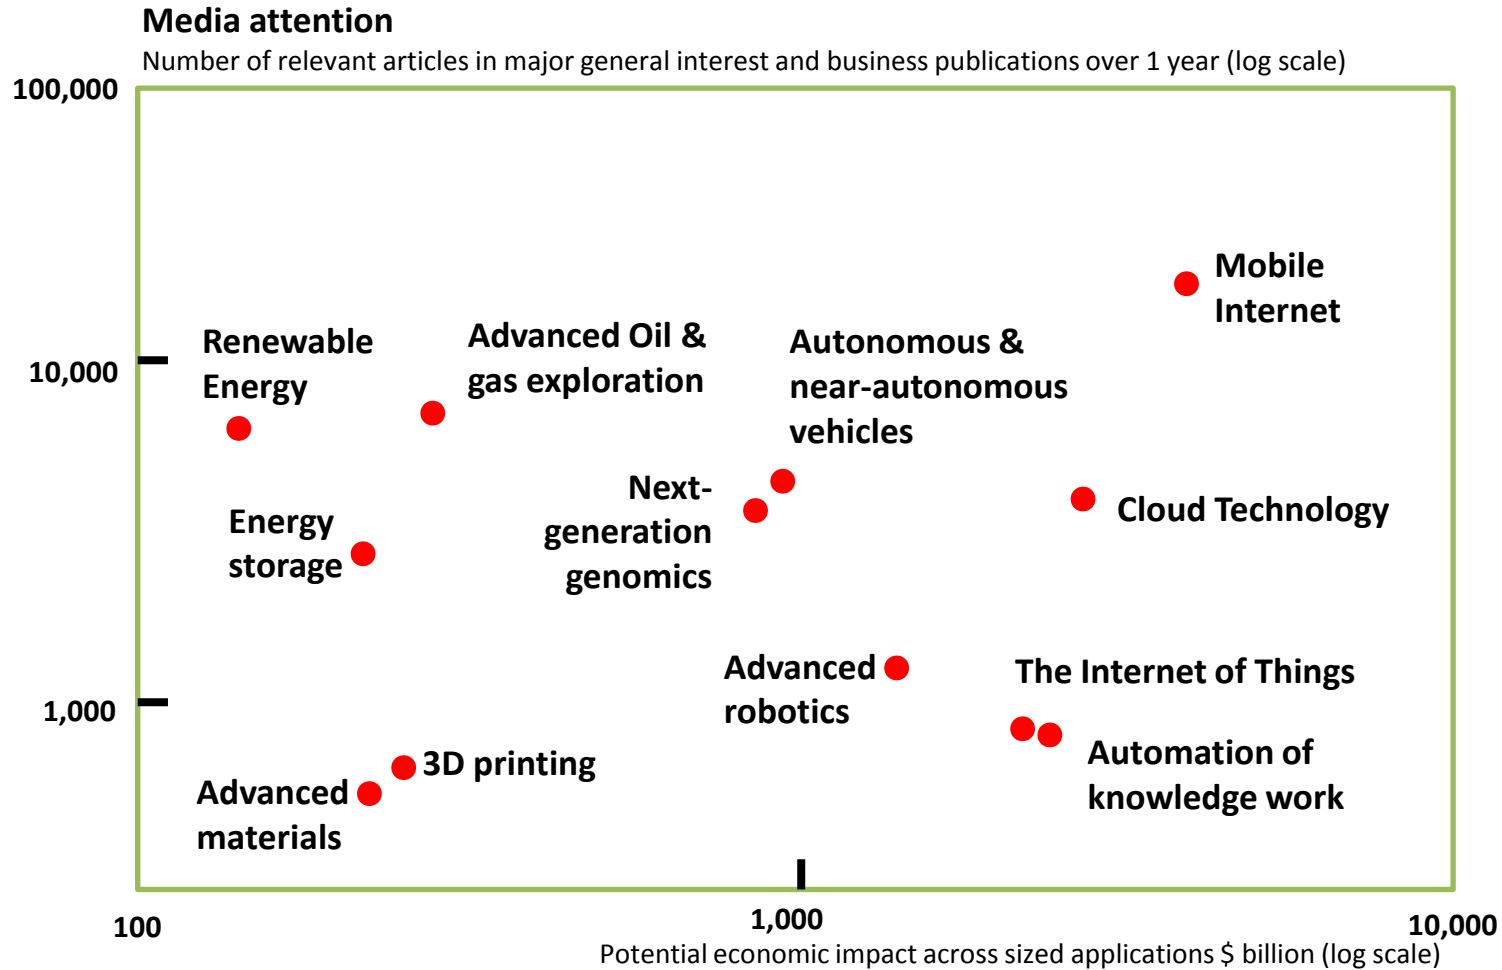 Media attention
Number of relevant articles in major general interest and business publications over 1 year (log scale)
100,000
Mobile
Internet
Renewable
Energy
Advanced Oil &
gas exploration
Autonomous &
near-autonomous
vehicles
10,000
Next-
generation
genomics
Cloud Technology
Energy
storage
Advanced
robotics
The Internet of Things
1,000
3D printing
Automation of
knowledge work
Advanced
materials
100
1,000
10,000
Potential economic impact across sized applications $ billion (log scale)